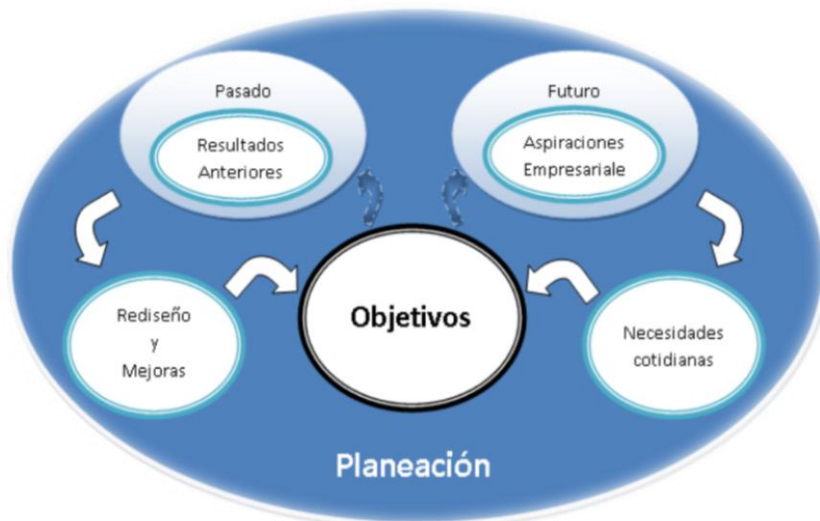 Pasado
Resultados
Anteriores
Futuro
Aspiraciones
Empresariale
Rediseño
y
Mejoras
Objetivos
Necesidades
cotidianas
Planeación